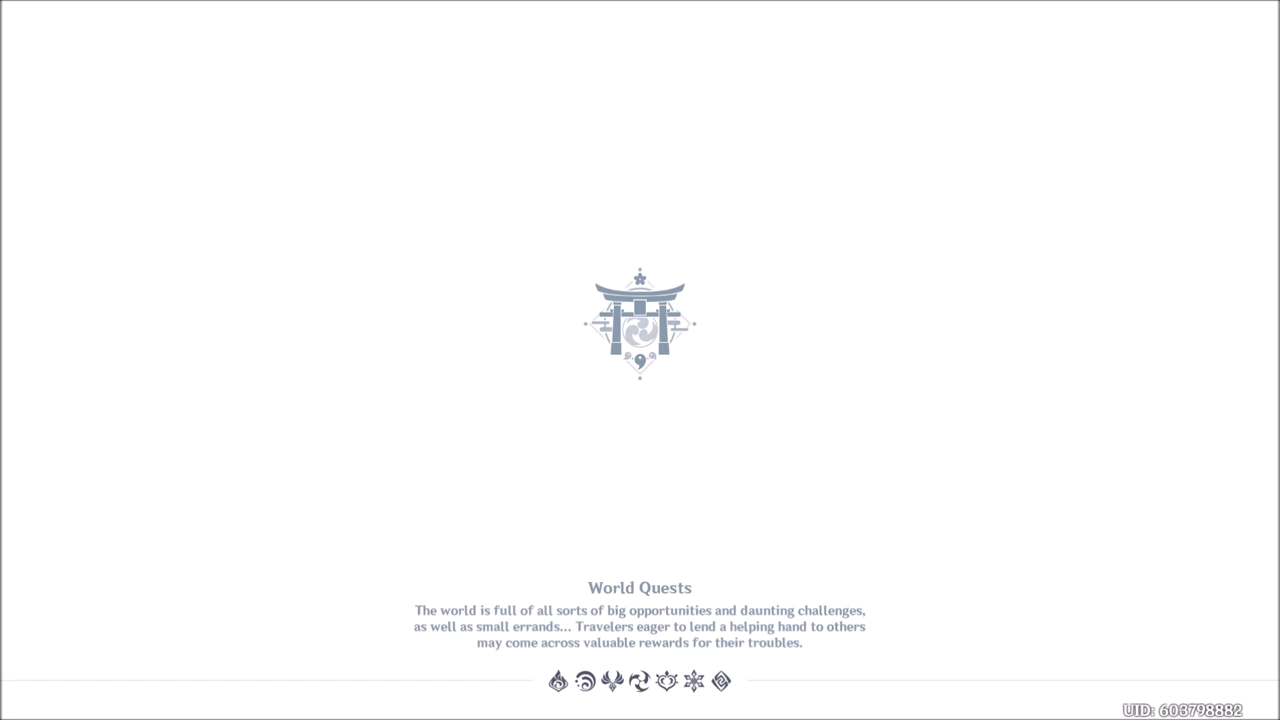 World Quests
The world is full of all sorts of big opportunities and daunting challenges,
as well as small errands... Travelers eager to lend a helping hand to others
may come across valuable rewards for their troubles.
UID: 603798882